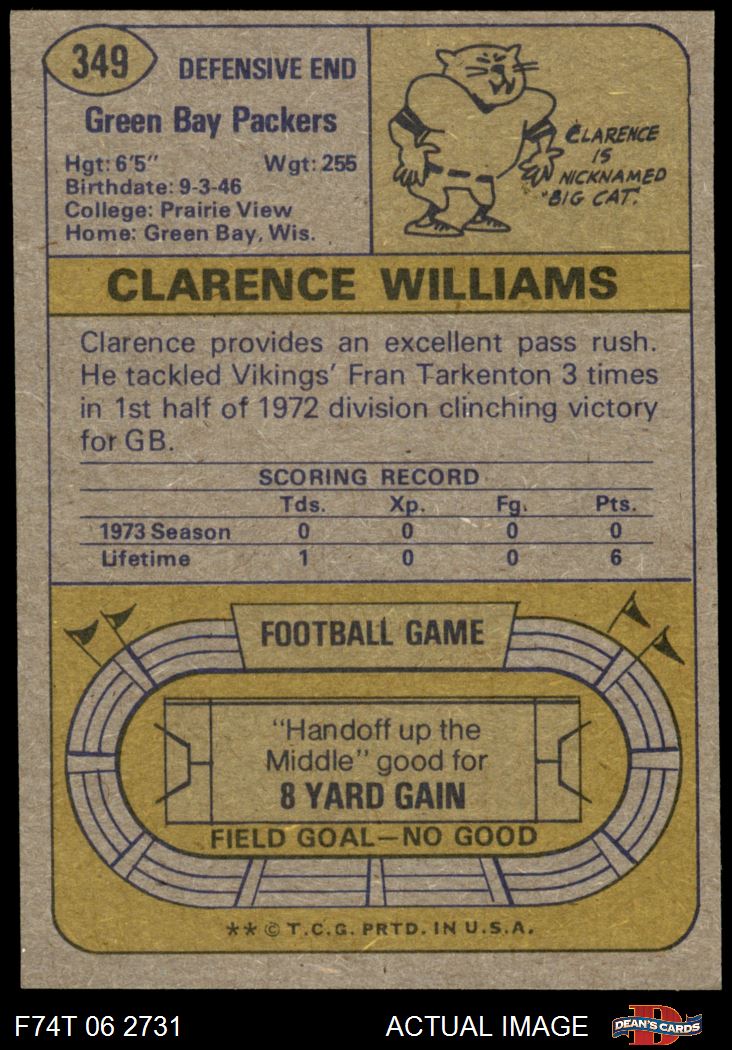 349
DEFENSIVE END
Green Bay Packers
Hgt: 6'5" Wgt: 255
Birthdate: 9-3-46
College: Prairie View
Home: Green Bay, Wis.
CLARENCE
IS
NICKNAMED
"BIG CAT."
CLARENCE WILLIAMS
Clarence provides an excellent pass rush.
He tackled Vikings' Fran Tarkenton 3 times
in 1st half of 1972 division clinching victory
for GB.
SCORING RECORD
Tds. Xp. Fg. Pts.
1973 Season 0 0 0 0
Lifetime 1 0 0 6
FOOTBALL GAME
"Handoff up the
Middle" good for
8 YARD GAIN
FIELD GOAL—NO GOOD
** © T.C.G. PRTD. IN U.S.A.
F74T 06 2731 ACTUAL IMAGE
D
DEAN'S CARDS